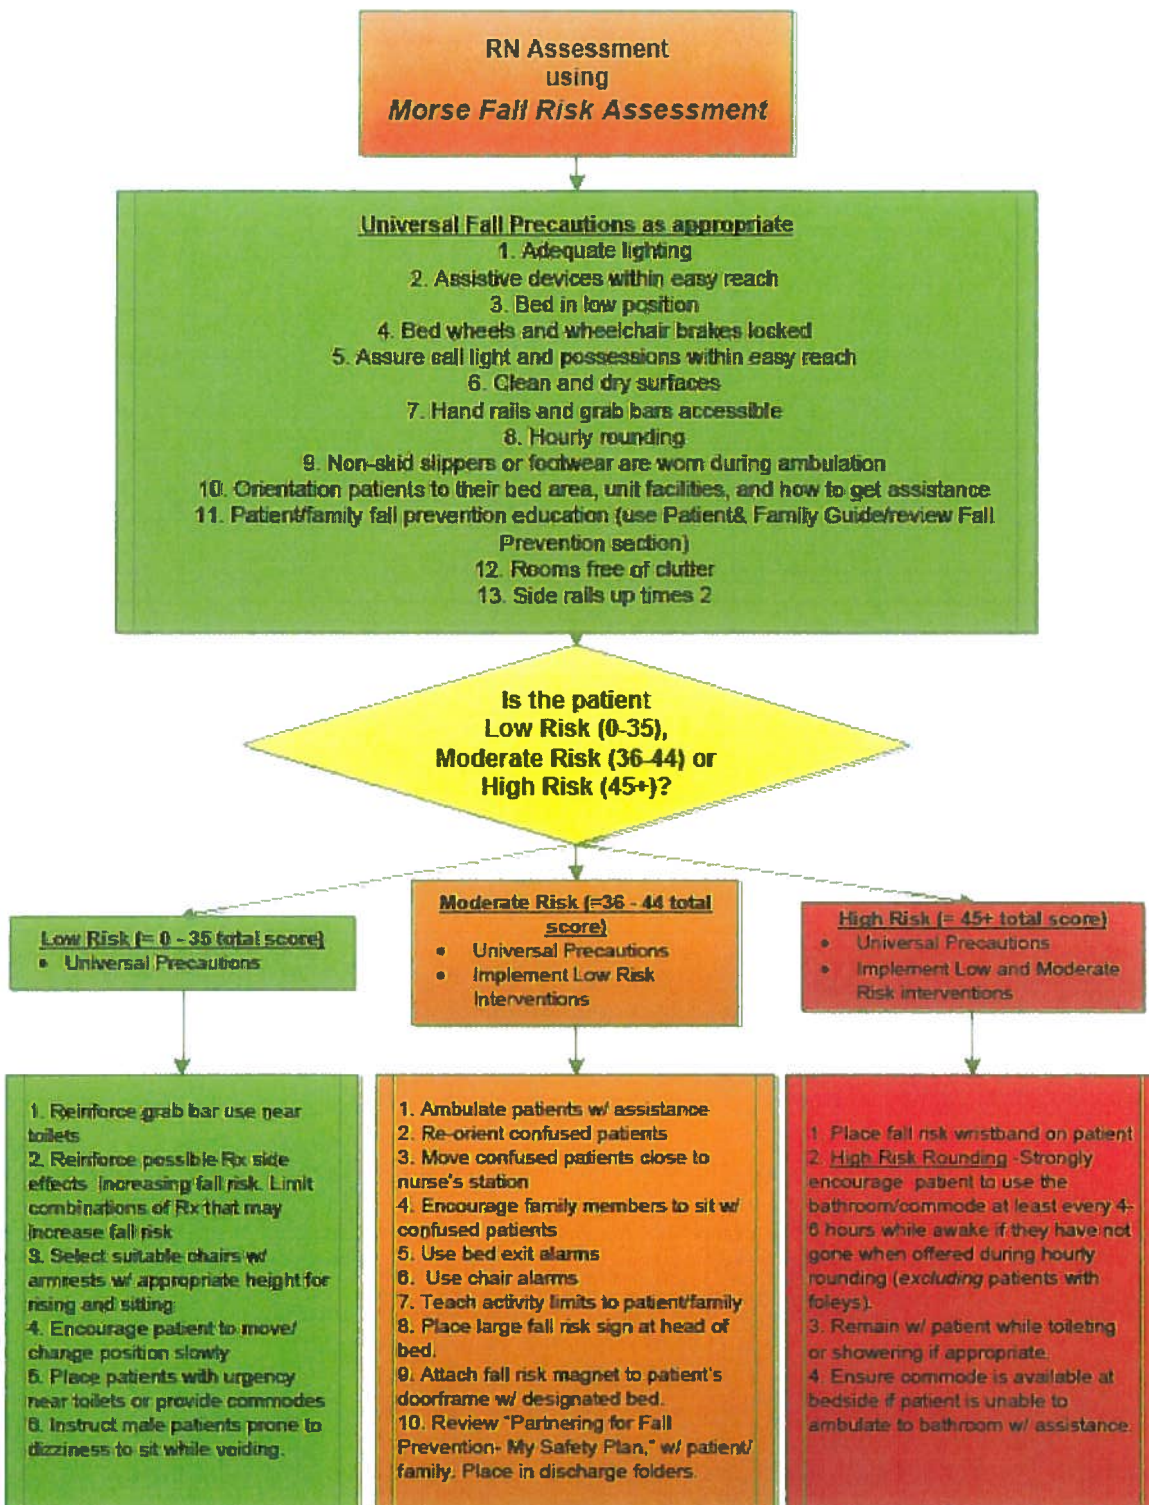 RN Assessment
using
Morse Fall Risk Assessment
Universal Fall Precautions as appropriate
1. Adequate lighting
2. Assistive devices within easy reach
3. Bed in low position
4. Bed wheels and wheelchair brakes locked
5. Assure call light and possessions within easy reach
6. Clean and dry surfaces
7. Hand rails and grab bars accessible
8. Hourly rounding
9. Non-skid slippers or footwear are worn during ambulation
10. Orientation patients to their bed area, unit facilities, and how to get assistance
11. Patient/family fall prevention education (use Patient& Family Guide/review Fall
Prevention section)
12. Rooms free of clutter
13. Side rails up times 2
Is the patient
Low Risk (0-35),
Moderate Risk (36-44) or
High Risk (45+)?
Low Risk (= 0 - 35 total score)
• Universal Precautions
Moderate Risk (=36 - 44 total
score)
• Universal Precautions
• Implement Low Risk
Interventions
High Risk (= 45+ total score)
• Universal Precautions
• Implement Low and Moderate
Risk interventions
1. Reinforce grab bar use near
toilets
2. Reinforce possible Rx side
effects increasing fall risk. Limit
combinations of Rx that may
increase fall risk
3. Select suitable chairs w/
armrests w/ appropriate height for
rising and sitting
4. Encourage patient to move/
change position slowly
5. Place patients with urgency
near toilets or provide commodes
6. Instruct male patients prone to
dizziness to sit while voiding.
1. Ambulate patients w/ assistance
2. Re-orient confused patients
3. Move confused patients close to
nurse's station
4. Encourage family members to sit w/
confused patients
5. Use bed exit alarms
6. Use chair alarms
7. Teach activity limits to patient/family
8. Place large fall risk sign at head of
bed.
9. Attach fall risk magnet to patient's
doorframe w/ designated bed.
10. Review "Partnering for Fall
Prevention- My Safety Plan," w/ patient/
family. Place in discharge folders.
1. Place fall risk wristband on patient
2. High Risk Rounding -Strongly
encourage patient to use the
bathroom/commode at least every 4-
6 hours while awake if they have not
gone when offered during hourly
rounding (excluding patients with
foleys).
3. Remain w/ patient while toileting
or showering if appropriate.
4. Ensure commode is available at
bedside if patient is unable to
ambulate to bathroom w/ assistance.